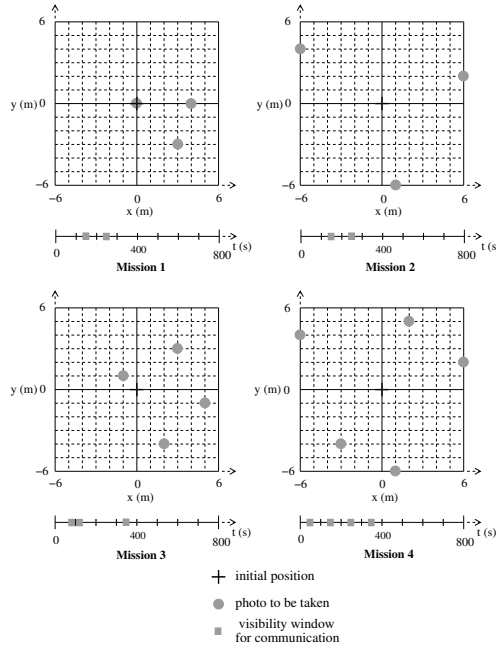 6 6
y (m) 0 y (m) 0
−6 −6
−6 0 6 −6 0 6
x (m) x (m)
0 400 800 t (s) 0 400 800 t (s)
Mission 1 Mission 2
6 6
y (m) 0 y (m) 0
−6 −6
−6 0 6 −6 0 6
x (m) x (m)
0 400 800 t (s) 0 400 800 t (s)
Mission 3 Mission 4
initial position
photo to be taken
visibility window
for communication